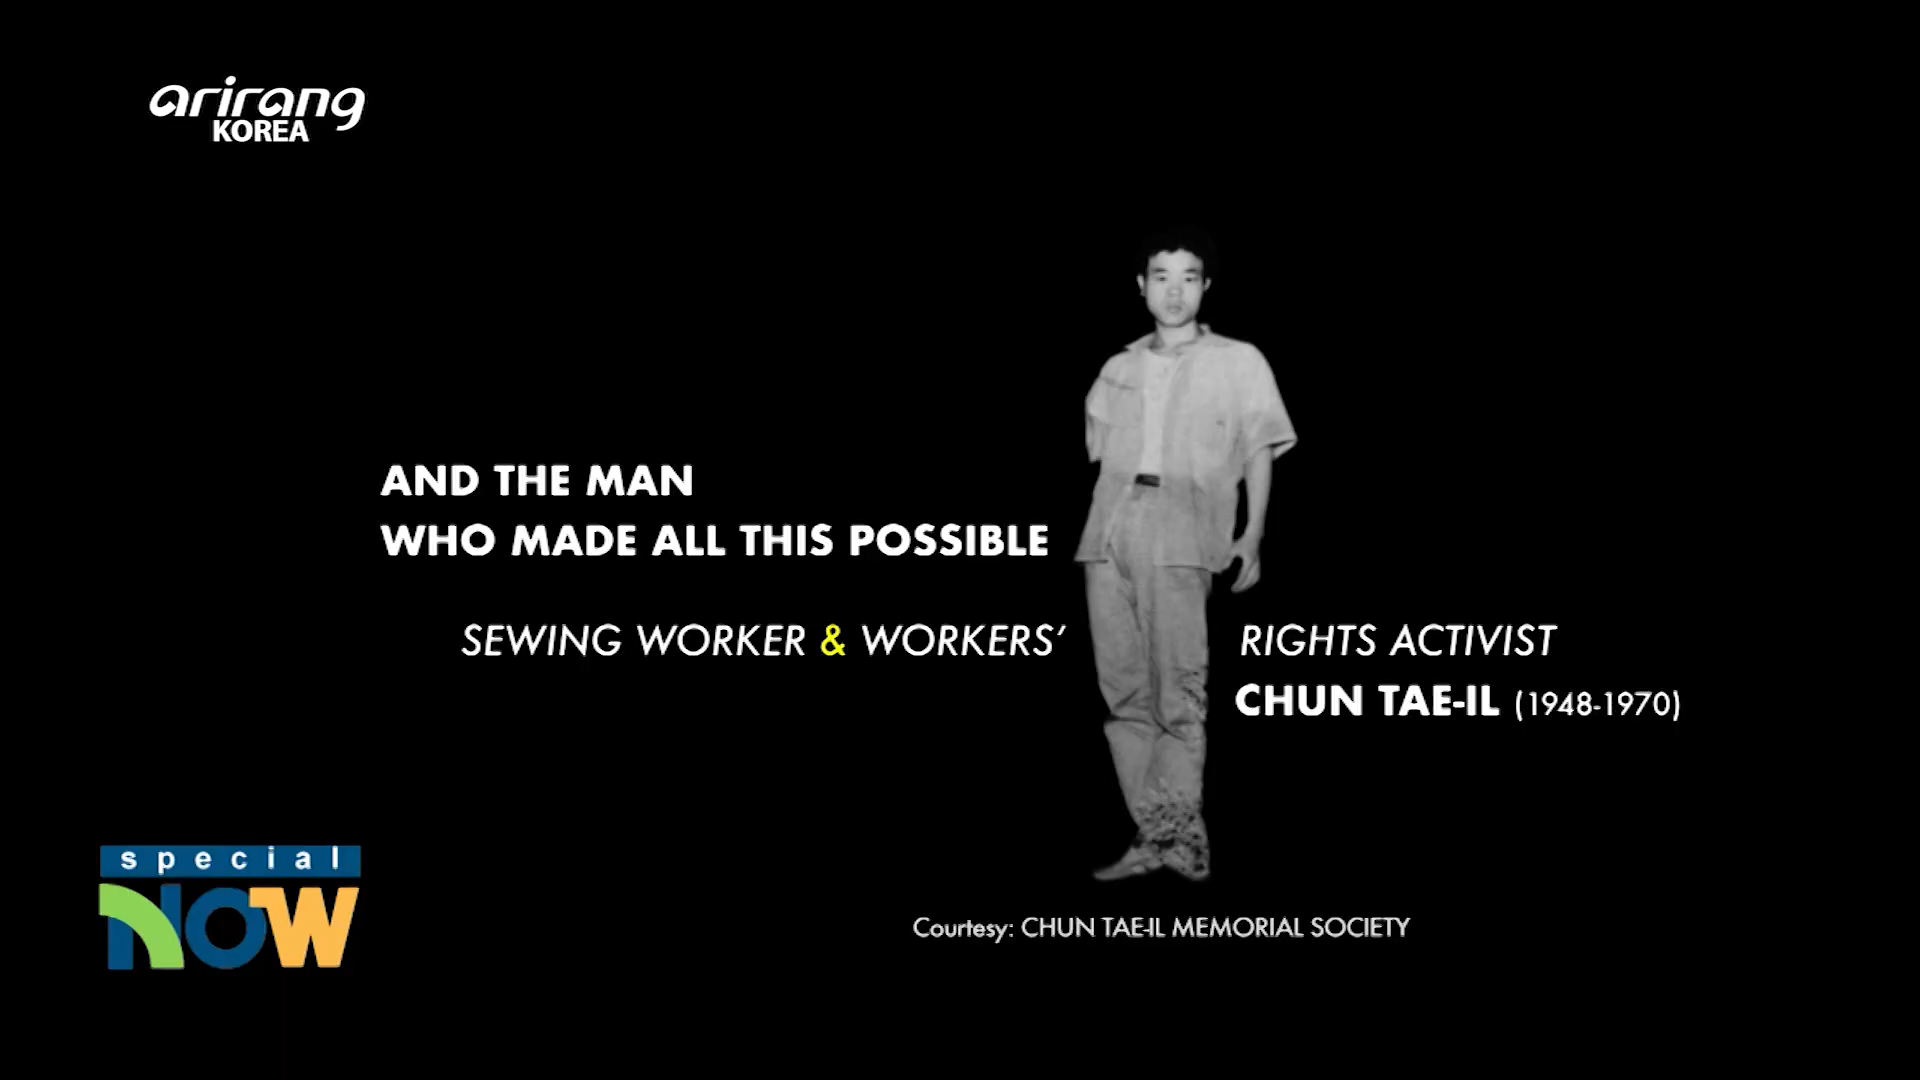 arirang
KOREA
AND THE MAN
WHO MADE ALL THIS POSSIBLE
SEWING WORKER & WORKERS’ RIGHTS ACTIVIST
CHUN TAE-IL (1948-1970)
special
NOW
Courtesy: CHUN TAE-IL MEMORIAL SOCIETY